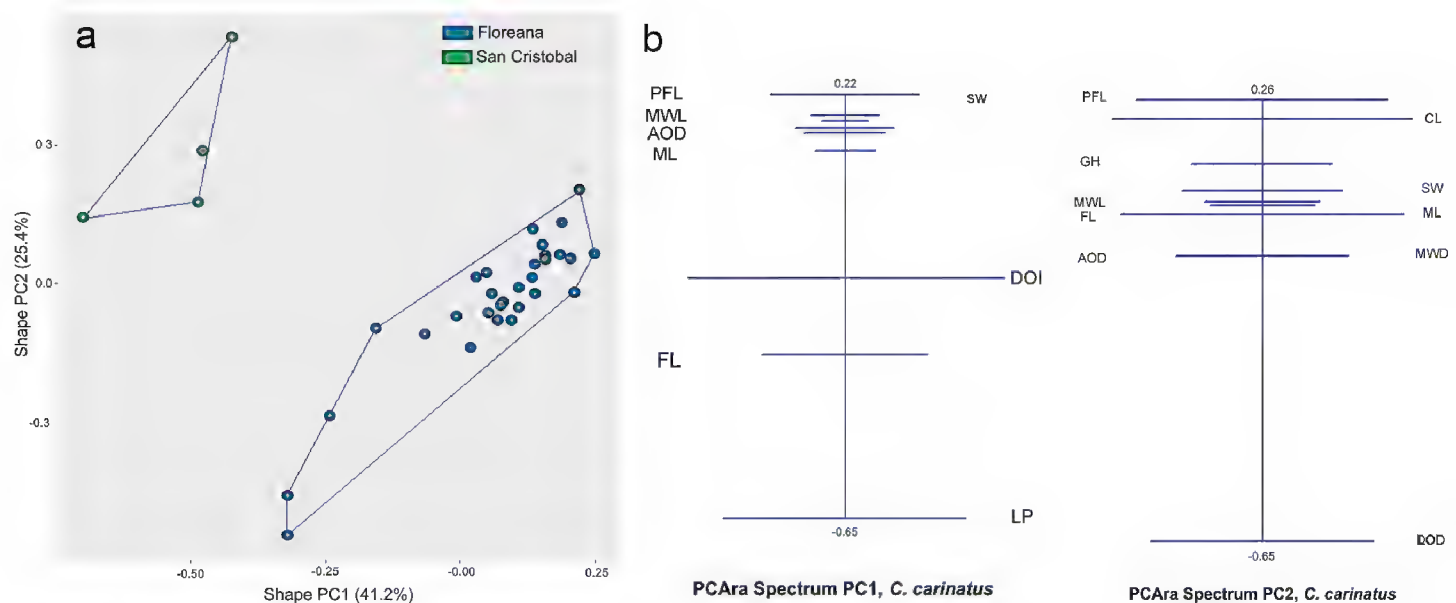 a
Floreana
San Cristobal
0.3-
0.0-
-0.3
-0.50
-0.25
-0.00
0.25
Shape PC2 (25.4%)
Shape PC1 (41.2%)
b
0.22
PFL
SW
MWL
AOD
ML
DOI
FL
LP
-0.65
PCAra Spectrum PC1, C. carinatus
0.26
PFL
CL
GH
SW
MWL
FL
ML
AOD
MWD
-0.65
PCAra Spectrum PC2, C. carinatus